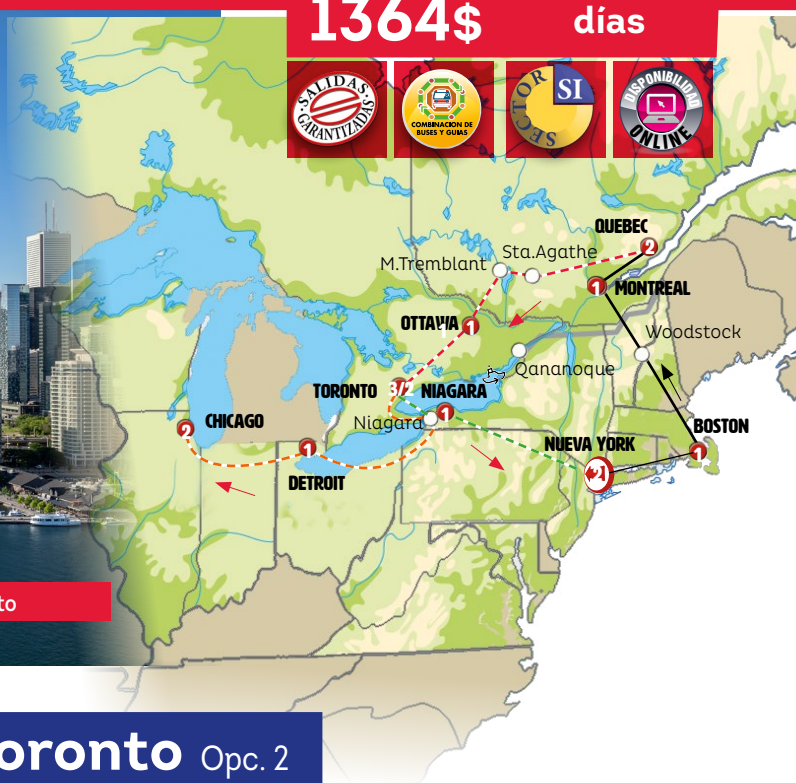 1364$ días
SALIDAS GARANTIZADAS
COMBINACIÓN DE
BUSES Y GUIAS
SECTOR SI
DISPONIBILIDAD ONLINE
QUEBEC
2
Sta.Agathe
M.Tremblant
1 MONTREAL
OTTAWA 1
Woodstock
Qananoque
TORONTO 3/2 NIAGARA
1
Niagara
CHICAGO
2
BOSTON
1
NUEVA YORK
2
1
DETROIT
to
oronto Opc. 2